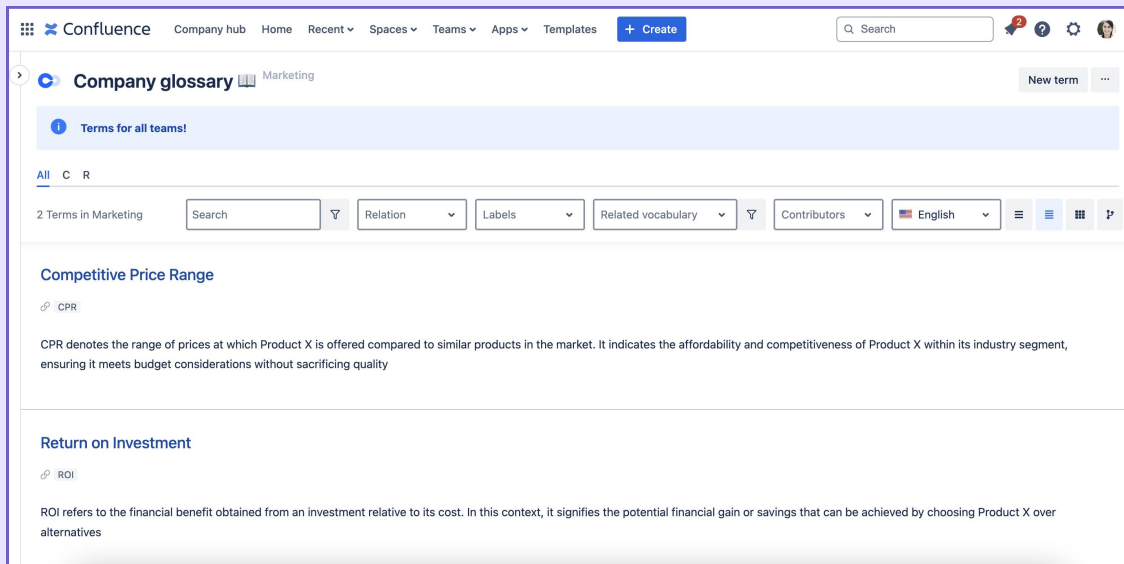 Confluence Company hub Home Recent Spaces Teams Apps Templates + Create Search 2
Company glossary Marketing New term ...
Terms for all teams!
All C R
2 Terms in Marketing Search Relation Labels Related vocabulary Contributors English
Competitive Price Range
CPR
CPR denotes the range of prices at which Product X is offered compared to similar products in the market. It indicates the affordability and competitiveness of Product X within its industry segment,
ensuring it meets budget considerations without sacrificing quality
Return on Investment
ROI
ROI refers to the financial benefit obtained from an investment relative to its cost. In this context, it signifies the potential financial gain or savings that can be achieved by choosing Product X over
alternatives